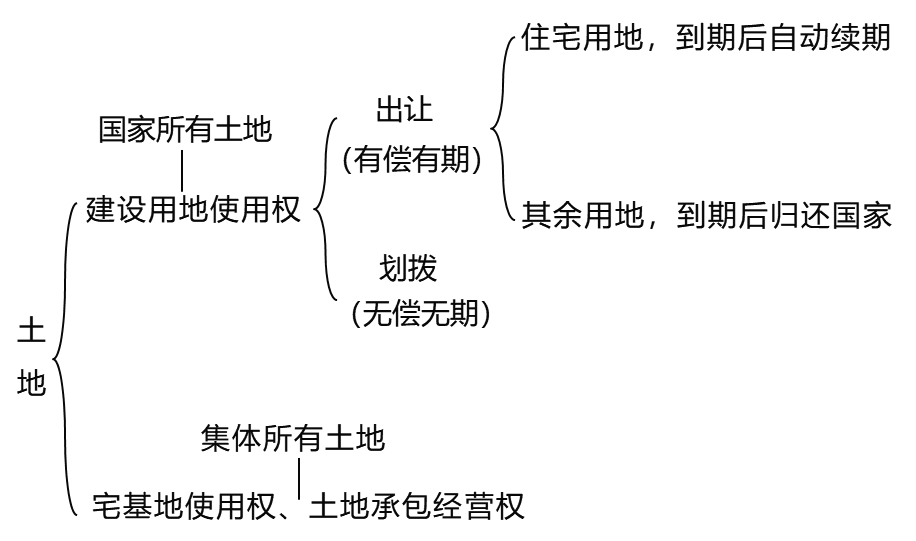 住宅用地，到期后自动续期
出让
（有偿有期）
国家所有土地
建设用地使用权
其余用地，到期后归还国家
划拨
（无偿无期）
土
地
集体所有土地
宅基地使用权、土地承包经营权